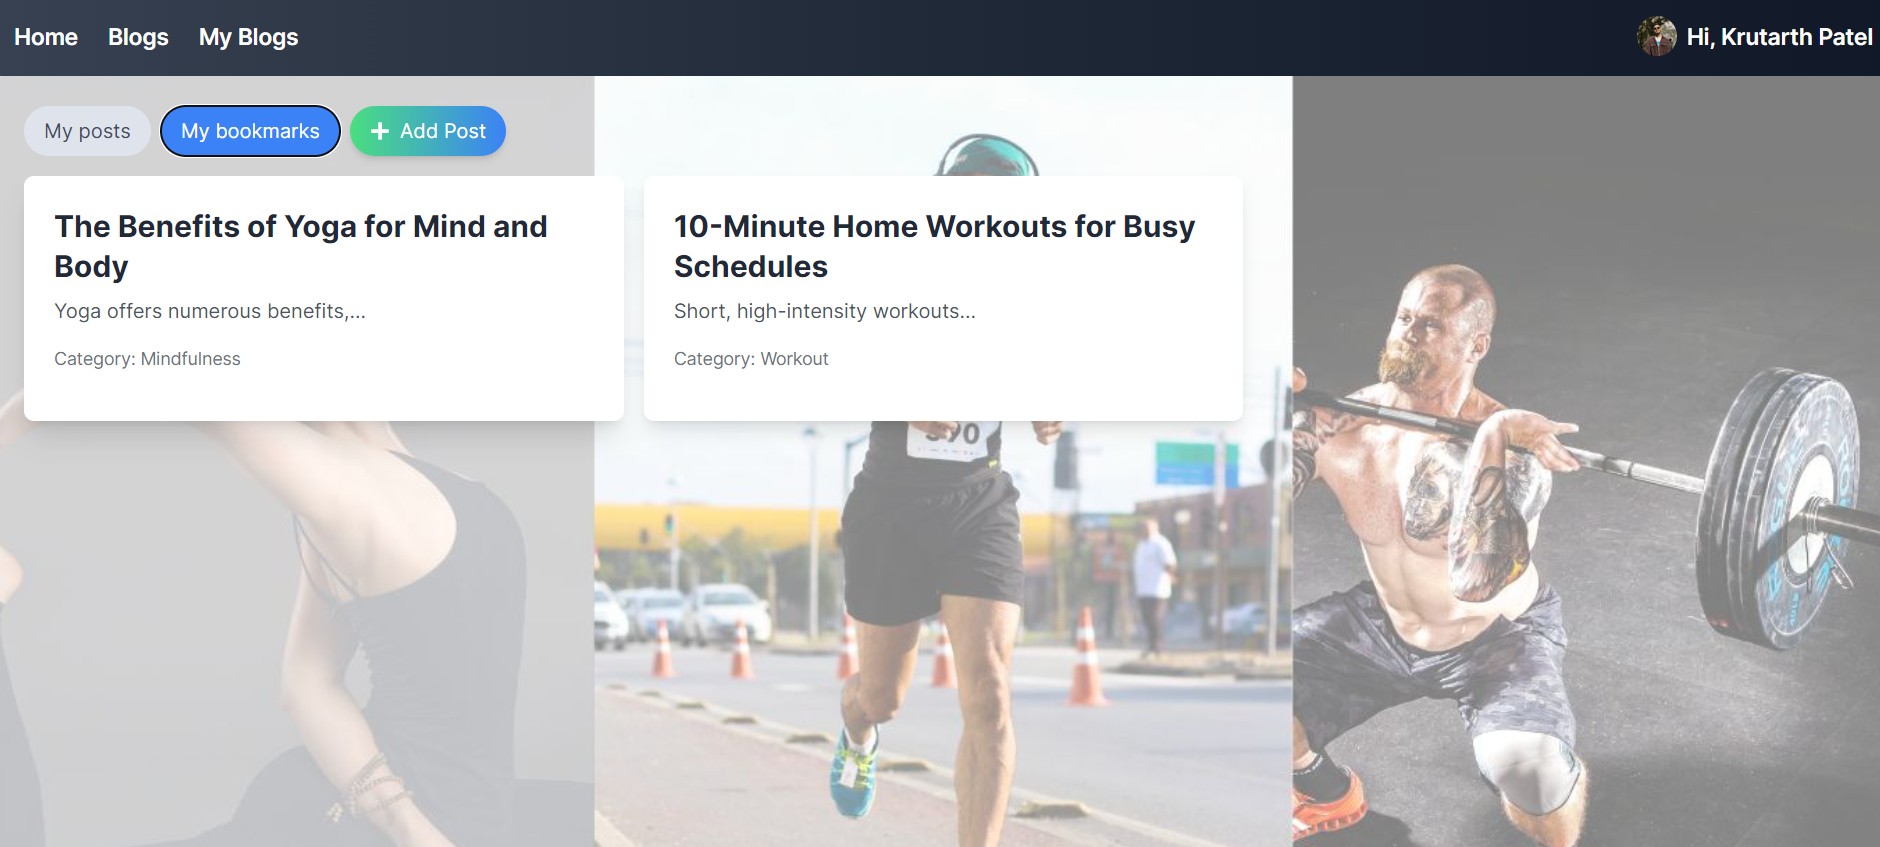 Home Blogs My Blogs Hi, Krutarth Patel
My posts My bookmarks + Add Post
The Benefits of Yoga for Mind and
Body
Yoga offers numerous benefits,...
Category: Mindfulness
10-Minute Home Workouts for Busy
Schedules
Short, high-intensity workouts...
Category: Workout